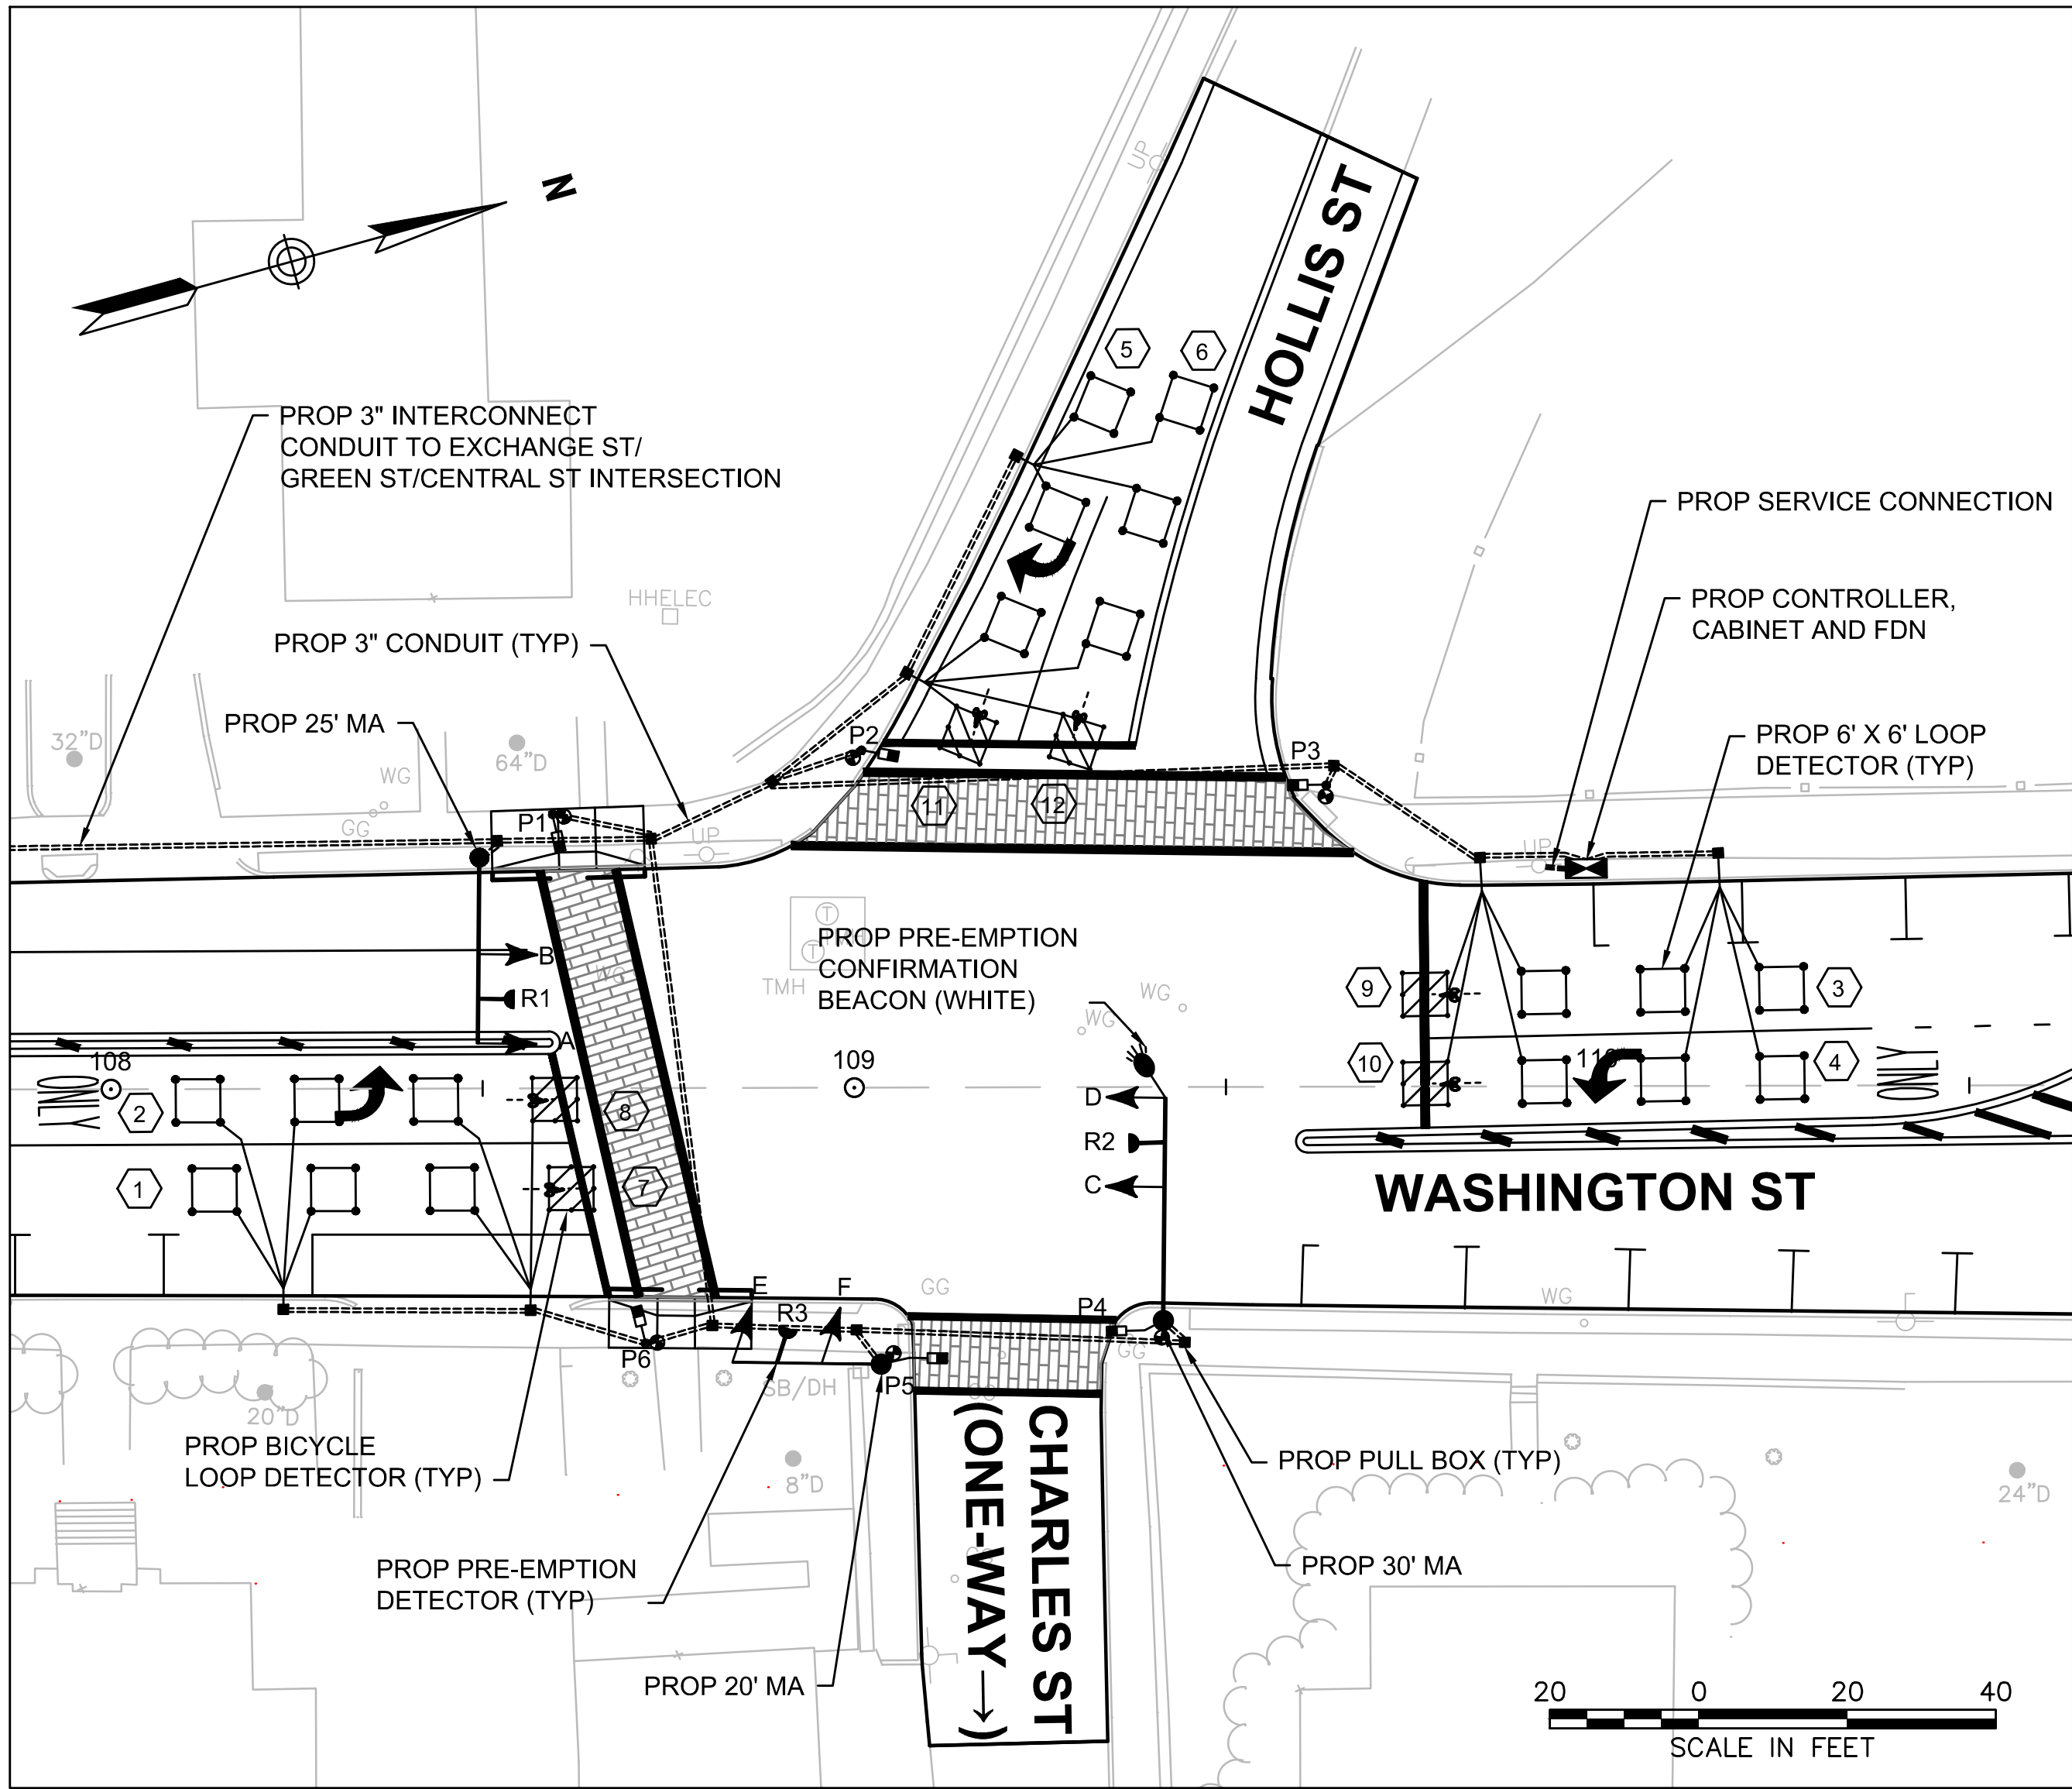 N
UP
HOLLIS ST
5
6
PROP 3" INTERCONNECT
CONDUIT TO EXCHANGE ST/
GREEN ST/CENTRAL ST INTERSECTION
PROP SERVICE CONNECTION
PROP CONTROLLER,
CABINET AND FDN
HHELEC
PROP 3" CONDUIT (TYP)
PROP 25' MA
32"D
64"D
WG
GG
P2
P3
PROP 6' X 6' LOOP
DETECTOR (TYP)
P1
UP
11
12
UP
G
B
R1
A
WG
T
T
TMH
PROP PRE-EMPTION
CONFIRMATION
BEACON (WHITE)
TMH
WG
WG
9
3
10
4
108
109
110
2
8
1
7
ONLY
ONLY
D
R2
C
WASHINGTON ST
E
F
GG
R3
P4
WG
P6
P5
GG
SB/DH
GG
20"D
8"D
24"D
PROP BICYCLE
LOOP DETECTOR (TYP)
CHARLES ST
(ONE-WAY→)
GG
PROP PULL BOX (TYP)
PROP PRE-EMPTION
DETECTOR (TYP)
PROP 30' MA
PROP 20' MA
20 0 20 40
SCALE IN FEET